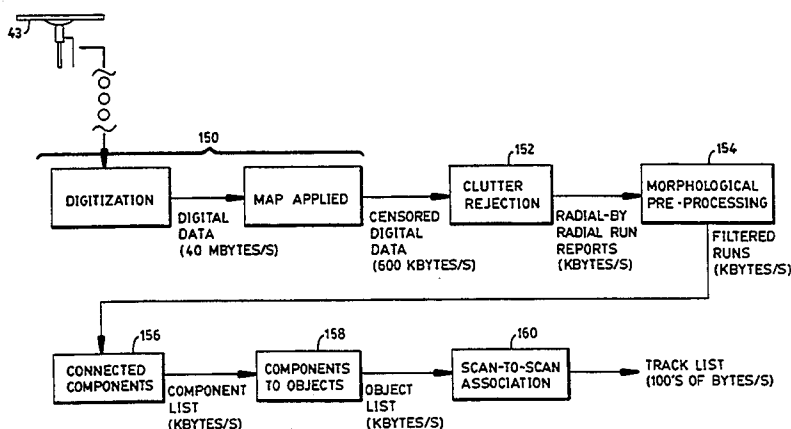 43
150
DIGITIZATION
DIGITAL
DATA
(40 MBYTES/S)
MAP APPLIED
CENSORED
DIGITAL
DATA
(600 KBYTES/S)
152
CLUTTER
REJECTION
RADIAL-BY
RADIAL RUN
REPORTS
(KBYTES/S)
154
MORPHOLOGICAL
PRE-PROCESSING
FILTERED
RUNS
(KBYTES/S)
156
CONNECTED
COMPONENTS
COMPONENT
LIST
(KBYTES/S)
158
COMPONENTS
TO OBJECTS
OBJECT
LIST
(KBYTES/S)
160
SCAN-TO-SCAN
ASSOCIATION
TRACK LIST
(100'S OF BYTES/S)